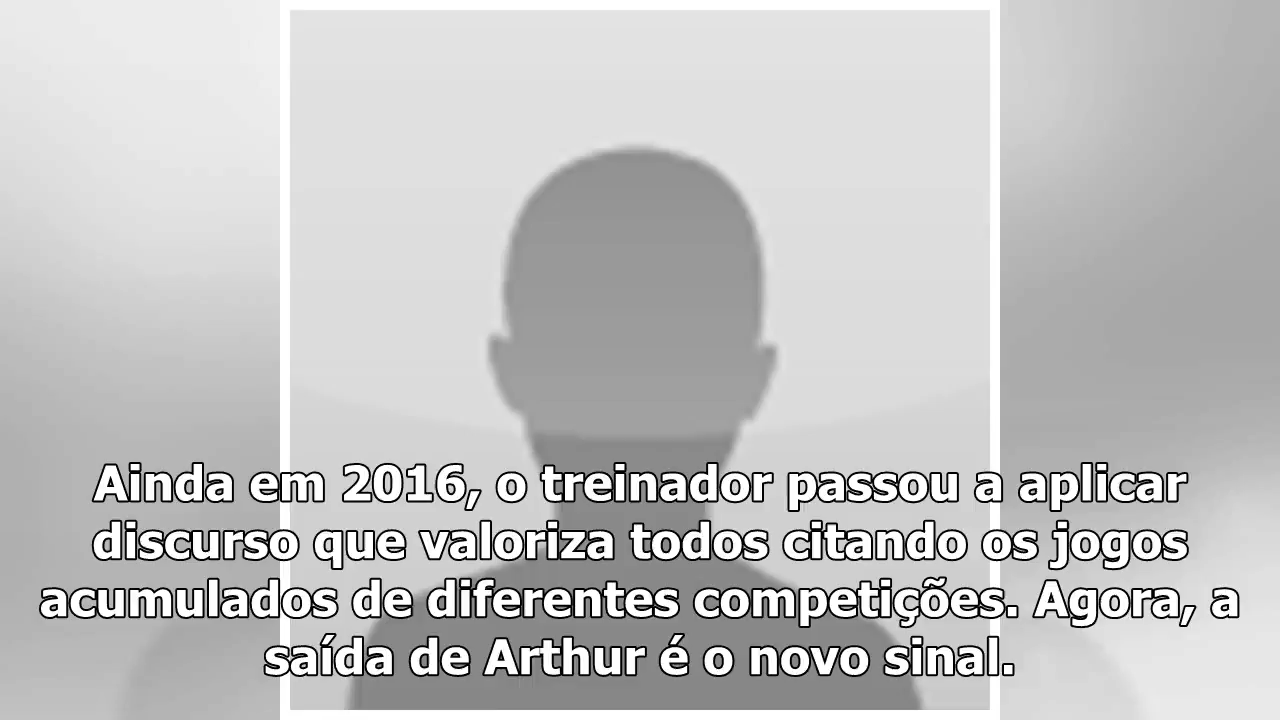 Ainda em 2016, o treinador passou a aplicar
discurso que valoriza todos citando os jogos
acumulados de diferentes competições. Agora, a
saída de Arthur é o novo sinal.